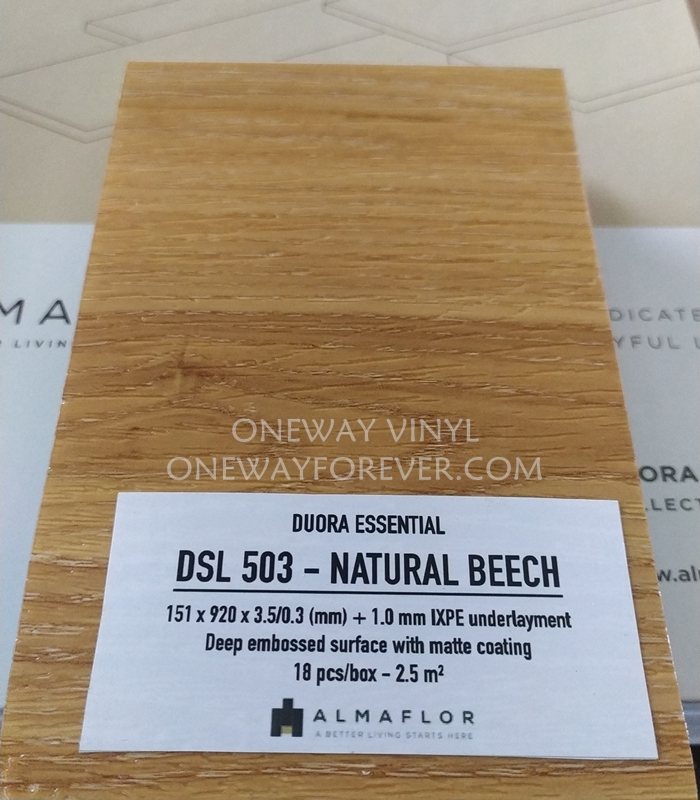 MA
LIVIN
DICATE
YFUL L
ONEWAY VINYL
ONEWAYFOREVER.COM
ORA
LECT
w.al
DUORA ESSENTIAL
DSL 503 - NATURAL BEECH
151 x 920 x 3.5/0.3 (mm) + 1.0 mm IXPE underlayment
Deep embossed surface with matte coating
18 pcs/box - 2.5 m²
ALMAFLOR
A BETTER LIVING STARTS HERE